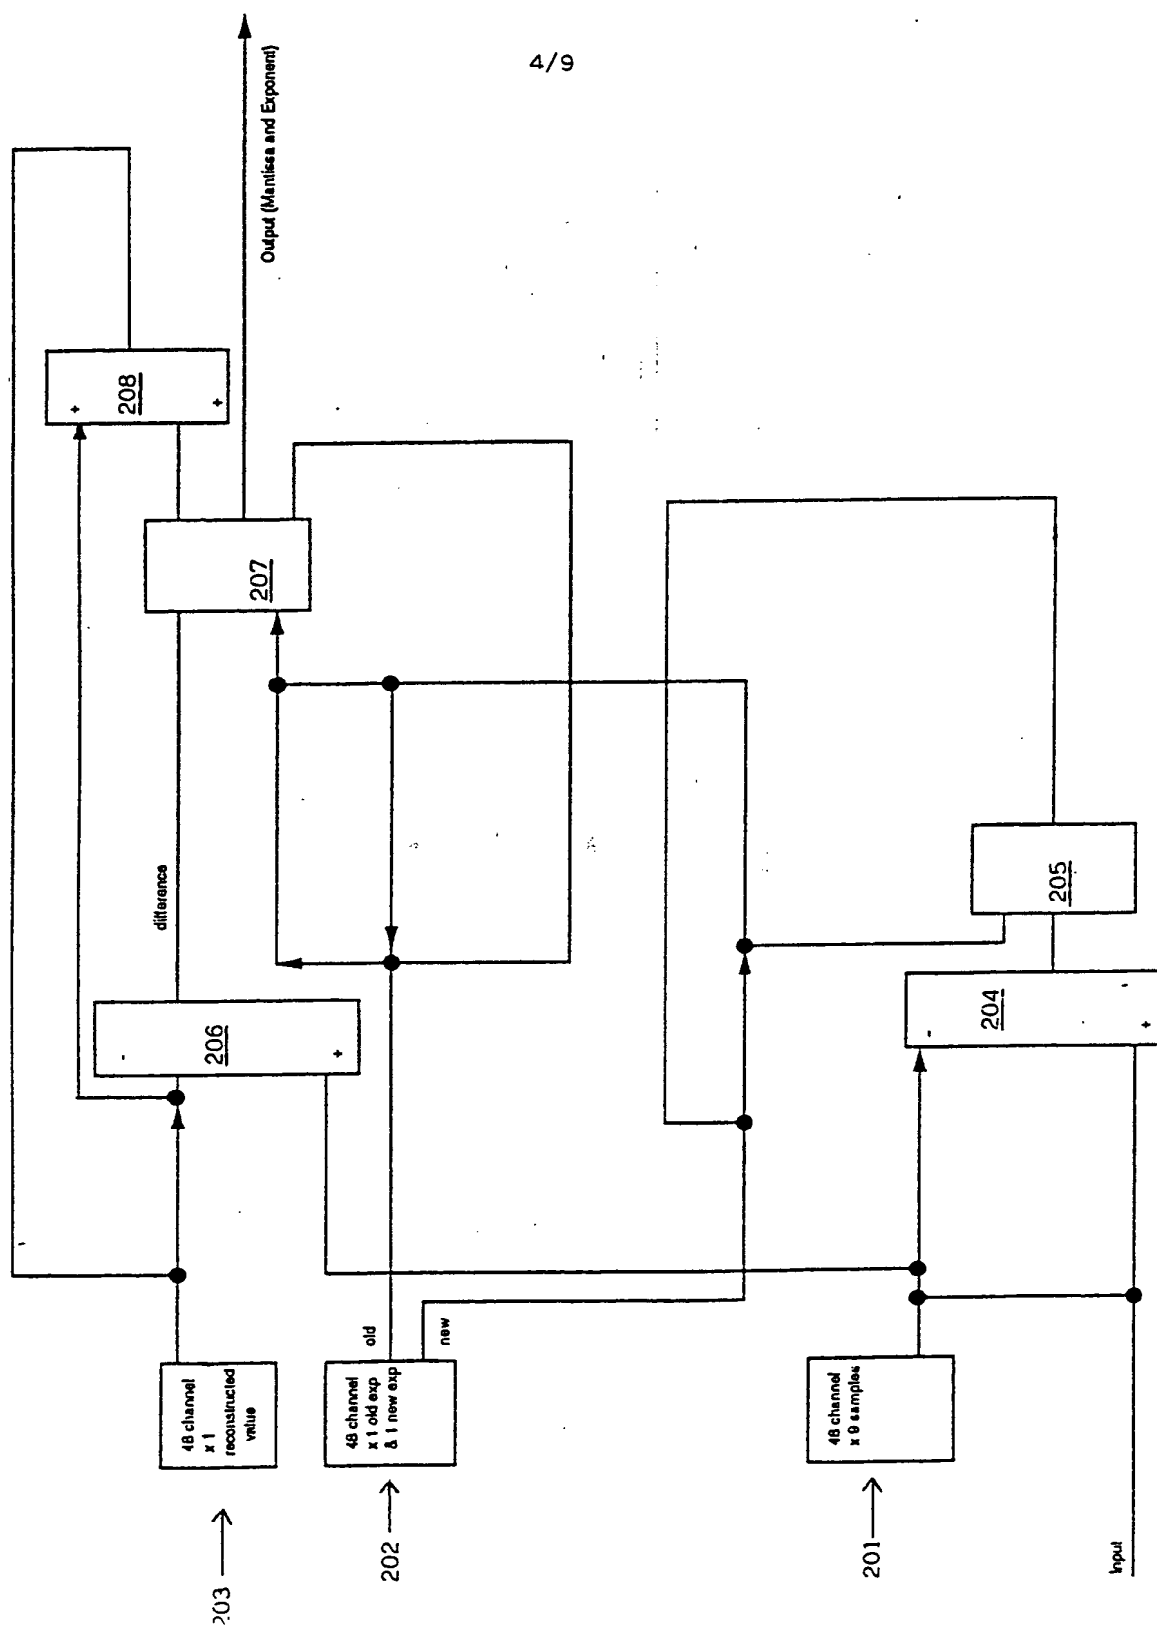 4/9
Output (Mantissa and Exponent)
+
208
+
207
difference
-
206
+
205
-
204
+
48 channel
x 1
reconstructed
value
old
new
48 channel
x 1 old exp
& 1 new exp
48 channel
x 9 samples
203
202
201
Input